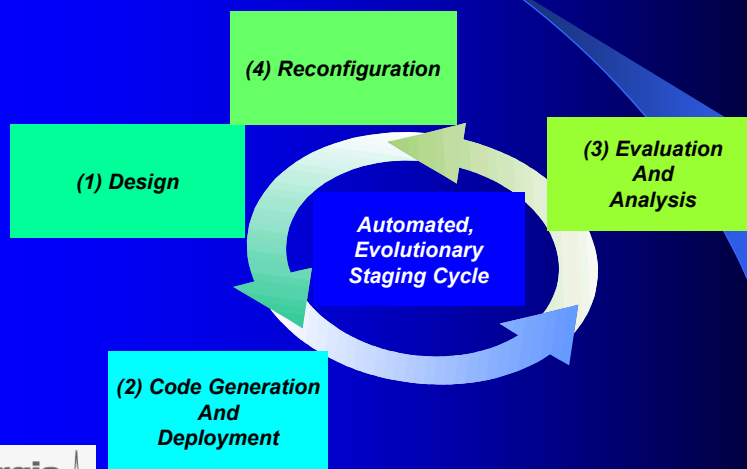 (4) Reconfiguration
(1) Design
(3) Evaluation
And
Analysis
Automated,
Evolutionary
Staging Cycle
(2) Code Generation
And
Deployment